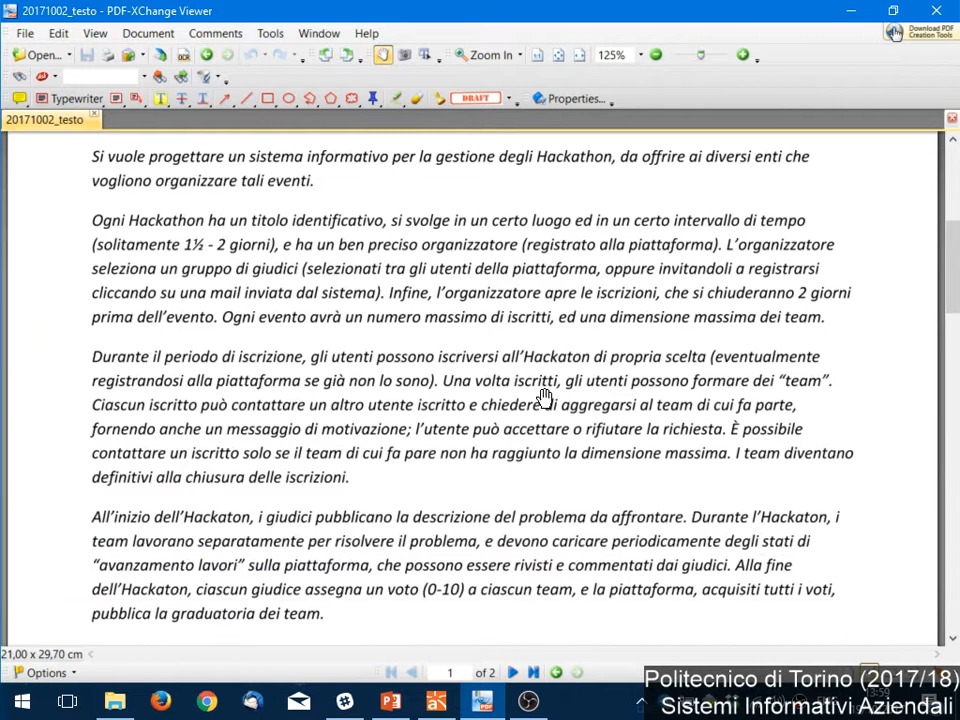 20171002_testo - PDF-XChange Viewer
File Edit View Document Comments Tools Window Help
Download PDF
Creation Tools
Open... OCR Zoom In 125%
Typewriter DRAFT Properties...
20171002_testo
Si vuole progettare un sistema informativo per la gestione degli Hackathon, da offrire ai diversi enti che
vogliono organizzare tali eventi.
Ogni Hackathon ha un titolo identificativo, si svolge in un certo luogo ed in un certo intervallo di tempo
(solitamente 1½ - 2 giorni), e ha un ben preciso organizzatore (registrato alla piattaforma). L’organizzatore
seleziona un gruppo di giudici (selezionati tra gli utenti della piattaforma, oppure invitandoli a registrarsi
cliccando su una mail inviata dal sistema). Infine, l’organizzatore apre le iscrizioni, che si chiuderanno 2 giorni
prima dell’evento. Ogni evento avrà un numero massimo di iscritti, ed una dimensione massima dei team.
Durante il periodo di iscrizione, gli utenti possono iscriversi all’Hackaton di propria scelta (eventualmente
registrandosi alla piattaforma se già non lo sono). Una volta iscritti, gli utenti possono formare dei “team”.
Ciascun iscritto può contattare un altro utente iscritto e chiedere di aggregarsi al team di cui fa parte,
fornendo anche un messaggio di motivazione; l’utente può accettare o rifiutare la richiesta. È possibile
contattare un iscritto solo se il team di cui fa pare non ha raggiunto la dimensione massima. I team diventano
definitivi alla chiusura delle iscrizioni.
All’inizio dell’Hackaton, i giudici pubblicano la descrizione del problema da affrontare. Durante l’Hackaton, i
team lavorano separatamente per risolvere il problema, e devono caricare periodicamente degli stati di
“avanzamento lavori” sulla piattaforma, che possono essere rivisti e commentati dai giudici. Alla fine
dell’Hackaton, ciascun giudice assegna un voto (0-10) a ciascun team, e la piattaforma, acquisiti tutti i voti,
pubblica la graduatoria dei team.
21,00 x 29,70 cm
Options 1 of 2
Politecnico di Torino (2017/18)
Sistemi Informativi Aziendali